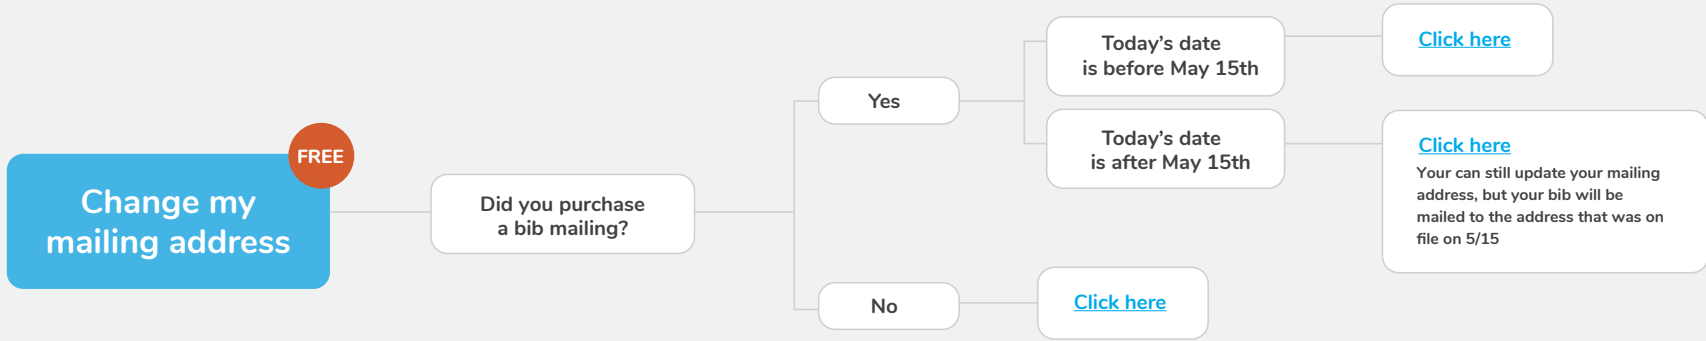 FREE
Change my
mailing address
Did you purchase
a bib mailing?
Yes
Today’s date
is before May 15th
Click here
Today’s date
is after May 15th
Click here
Your can still update your mailing
address, but your bib will be
mailed to the address that was on
file on 5/15
No
Click here